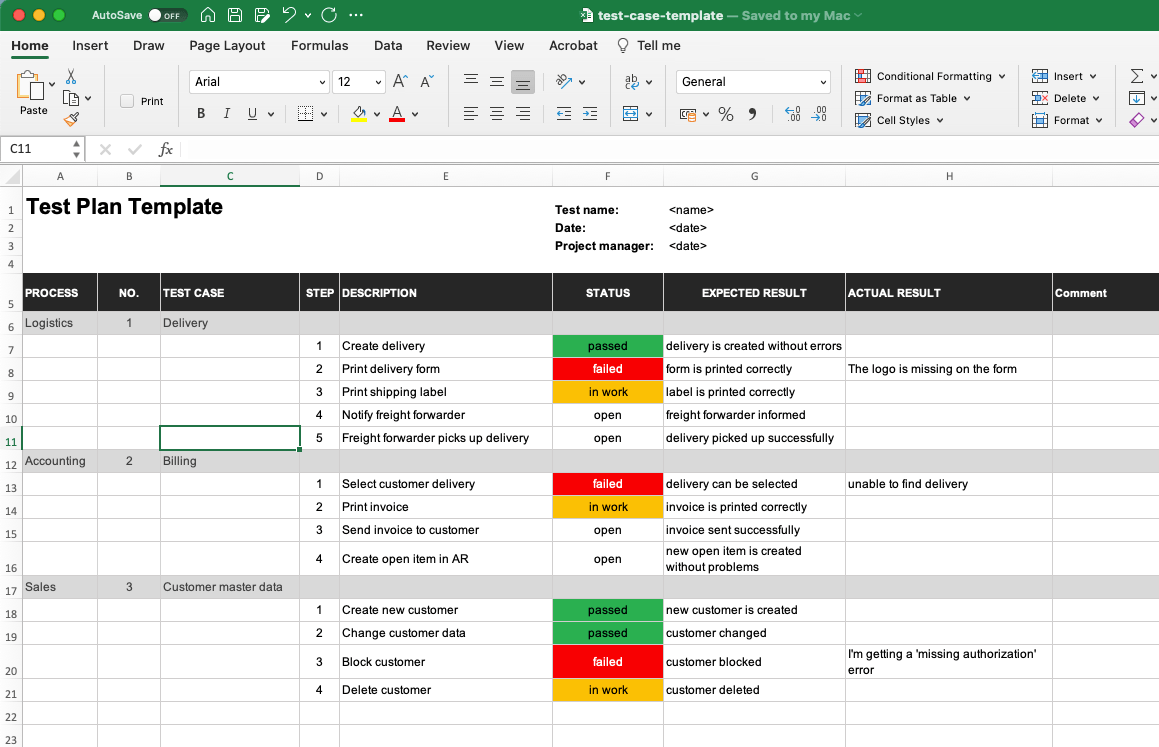 AutoSave OFF test-case-template — Saved to my Mac
Home Insert Draw Page Layout Formulas Data Review View Acrobat Tell me
Paste Print Arial 12 A A ab General Conditional Formatting Insert
Format as Table Delete
B I U A % .00 .00 Cell Styles Format
C11 fx
A B C D E F G H
1 Test Plan Template Test name: <name>
2 Date: <date>
3 Project manager: <date>
4
5 PROCESS NO. TEST CASE STEP DESCRIPTION STATUS EXPECTED RESULT ACTUAL RESULT Comment
6 Logistics 1 Delivery
7 1 Create delivery passed delivery is created without errors
8 2 Print delivery form failed form is printed correctly The logo is missing on the form
9 3 Print shipping label in work label is printed correctly
10 4 Notify freight forwarder open freight forwarder informed
11 5 Freight forwarder picks up delivery open delivery picked up successfully
12 Accounting 2 Billing
13 1 Select customer delivery failed delivery can be selected unable to find delivery
14 2 Print invoice in work invoice is printed correctly
15 3 Send invoice to customer open invoice sent successfully
16 4 Create open item in AR open new open item is created
without problems
17 Sales 3 Customer master data
18 1 Create new customer passed new customer is created
19 2 Change customer data passed customer changed
20 3 Block customer failed customer blocked I'm getting a 'missing authorization'
error
21 4 Delete customer in work customer deleted
22
23